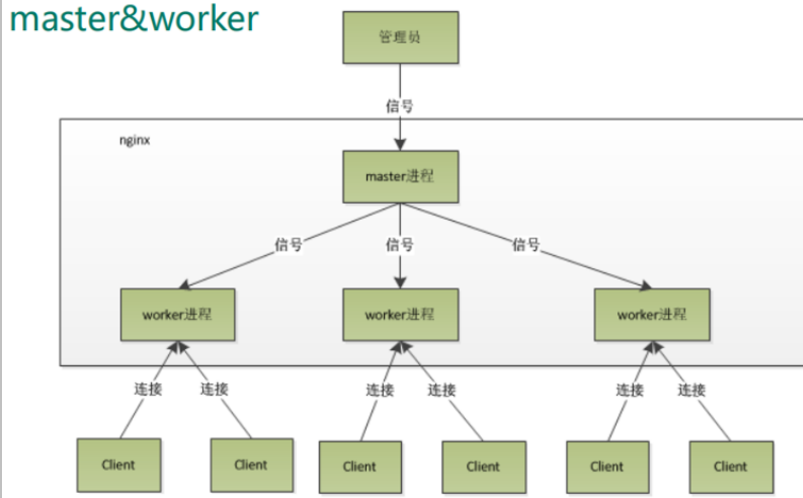 master&worker
管理员
信号
nginx
master进程
信号 信号 信号
worker进程 worker进程 worker进程
连接 连接 连接 连接 连接 连接
Client Client Client Client Client Client